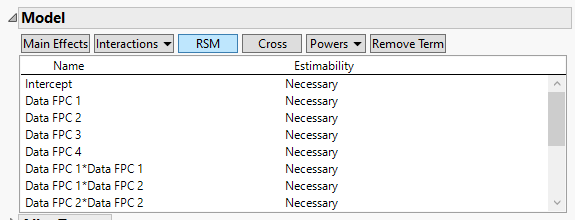 Model
Main Effects Interactions RSM Cross Powers Remove Term
Name Estimability
Intercept Necessary
Data FPC 1 Necessary
Data FPC 2 Necessary
Data FPC 3 Necessary
Data FPC 4 Necessary
Data FPC 1*Data FPC 1 Necessary
Data FPC 1*Data FPC 2 Necessary
Data FPC 2*Data FPC 2 Necessary